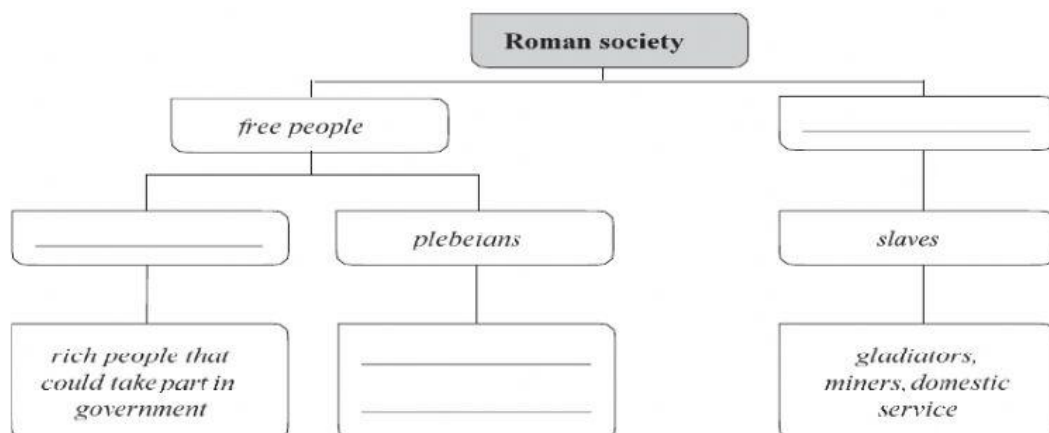 Roman society
free people
plebeians
slaves
rich people that
could take part in
government
gladiators,
miners, domestic
service